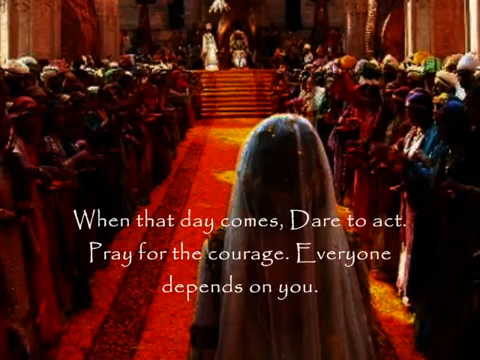 When that day comes, Dare to act.
Pray for the courage. Everyone
depends on you.